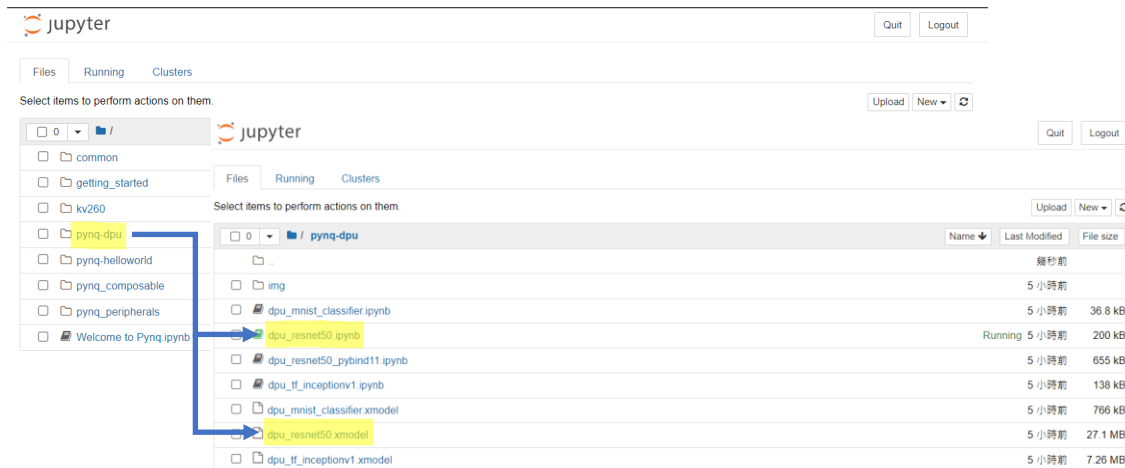 jupyter
Quit Logout
Files Running Clusters
Select items to perform actions on them.
Upload New
0 /
common
getting_started
kv260
pynq-dpu
pynq-helloworld
pynq_composable
pynq_peripherals
Welcome to Pynq.ipynb
jupyter
Quit Logout
Files Running Clusters
Select items to perform actions on them.
Upload New
0 / pynq-dpu Name Last Modified File size
.. 幾秒前
img 5 小時前
dpu_mnist_classifier.ipynb 5 小時前 36.8 kB
dpu_resnet50.ipynb Running 5 小時前 200 kB
dpu_resnet50_pybind11.ipynb 5 小時前 655 kB
dpu_tf_inceptionv1.ipynb 5 小時前 138 kB
dpu_mnist_classifier.xmodel 5 小時前 766 kB
dpu_resnet50.xmodel 5 小時前 27.1 MB
dpu_tf_inceptionv1.xmodel 5 小時前 7.26 MB